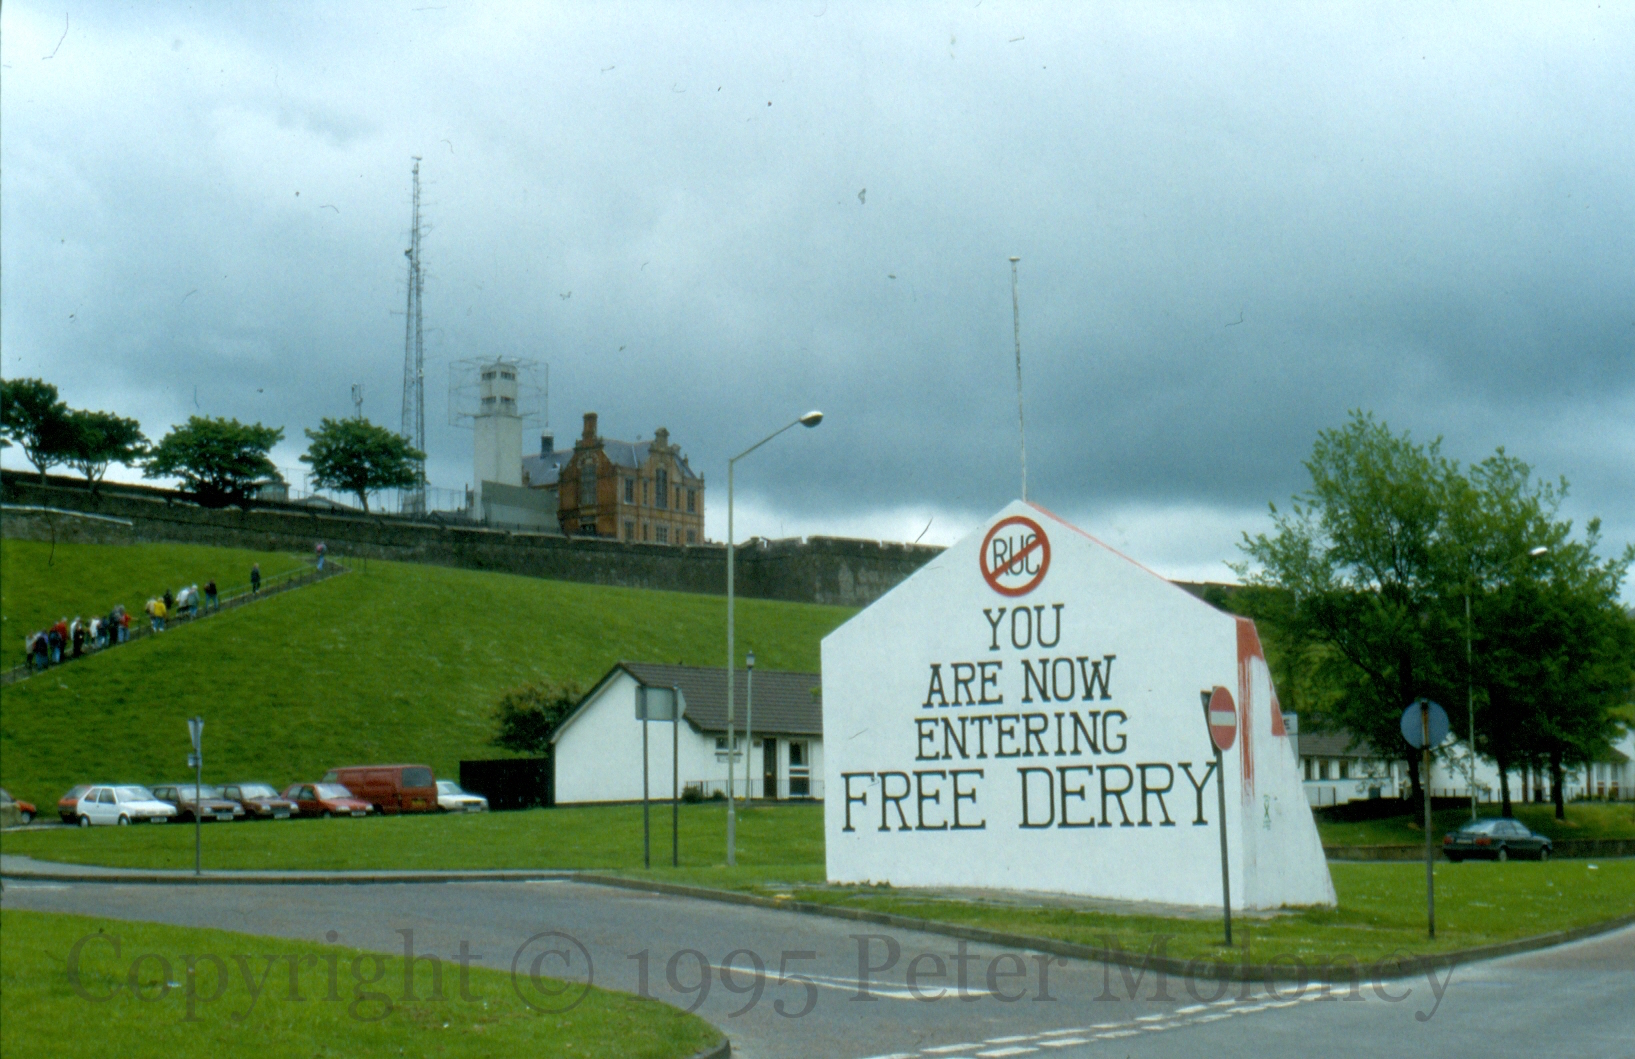 RUC
YOU
ARE NOW
ENTERING
FREE DERRY
Copyright © 1995 Peter Moloney